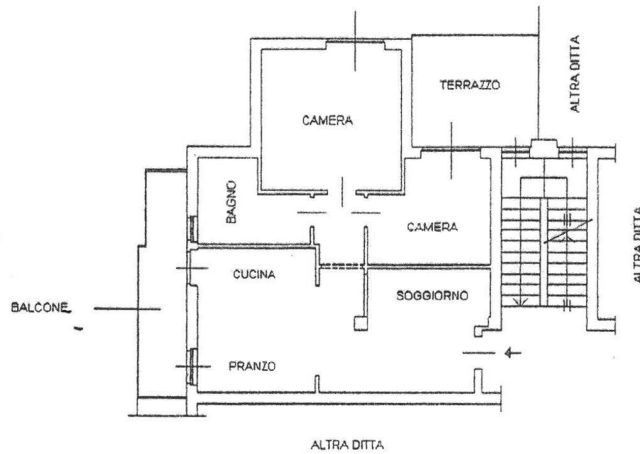 TERRAZZO
ALTRA DITTA
CAMERA
BAGNO
CAMERA
ALTRA DITTA
CUCINA
SOGGIORNO
BALCONE
PRANZO
ALTRA DITTA